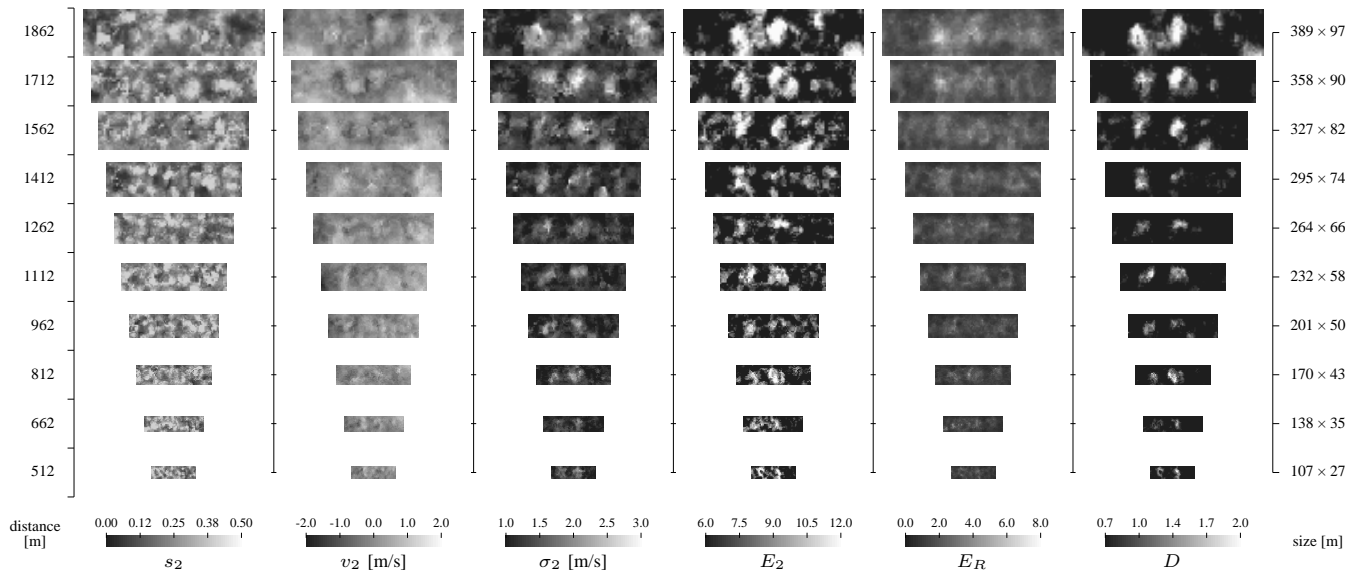 1862 389 × 97
1712 358 × 90
1562 327 × 82
1412 295 × 74
1262 264 × 66
1112 232 × 58
962 201 × 50
812 170 × 43
662 138 × 35
512 107 × 27
distance 0.00 0.12 0.25 0.38 0.50 -2.0 -1.0 0.0 1.0 2.0 1.0 1.5 2.0 2.5 3.0 6.0 7.5 9.0 10.5 12.0 0.0 2.0 4.0 6.0 8.0 0.7 1.0 1.4 1.7 2.0
[m] size [m]
s₂ v₂ [m/s] σ₂ [m/s] E₂ E_R D